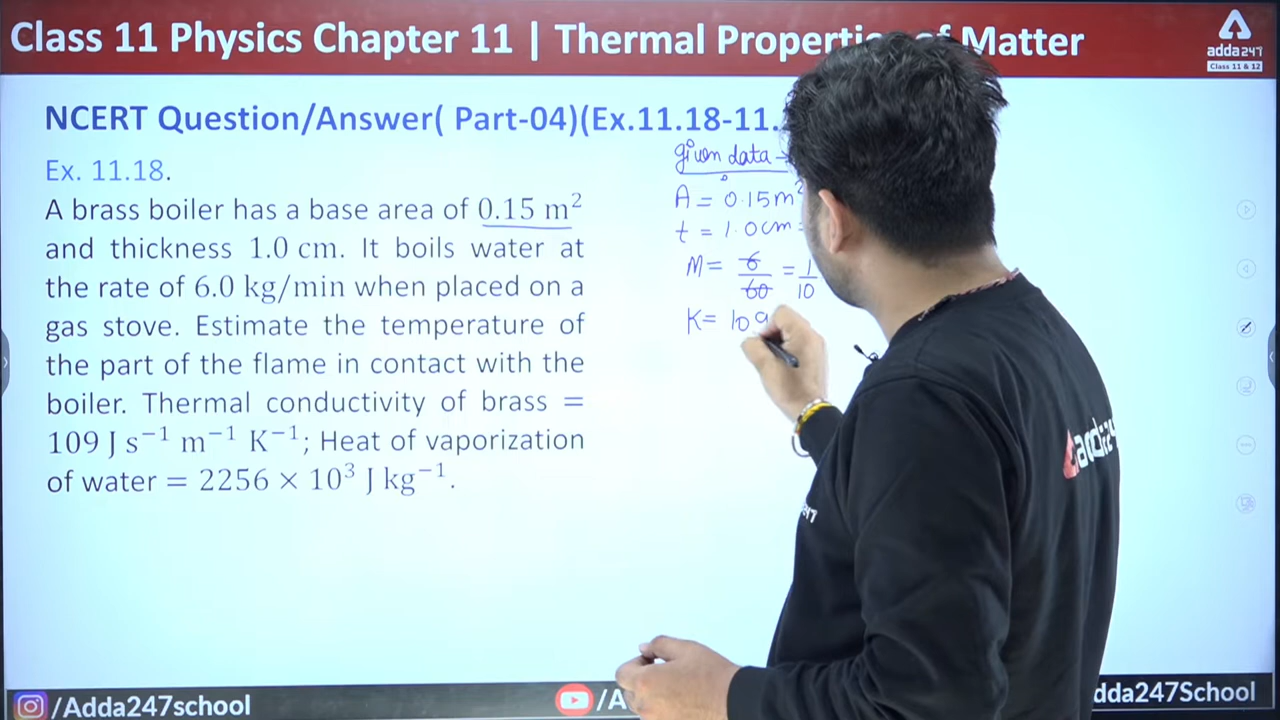 Class 11 Physics Chapter 11 | Thermal Properties of Matter
adda247
Class 11 & 12
NCERT Question/Answer( Part-04)(Ex.11.18-11.
Ex. 11.18.
A brass boiler has a base area of 0.15 m²
and thickness 1.0 cm. It boils water at
the rate of 6.0 kg/min when placed on a
gas stove. Estimate the temperature of
the part of the flame in contact with the
boiler. Thermal conductivity of brass =
109 J s⁻¹ m⁻¹ K⁻¹; Heat of vaporization
of water = 2256 × 10³ J kg⁻¹.
given data →
A = 0.15m²
t = 1.0cm =
M = 6/60 = 1/10
K = 109
adda247
/Adda247school
/A
dda247School